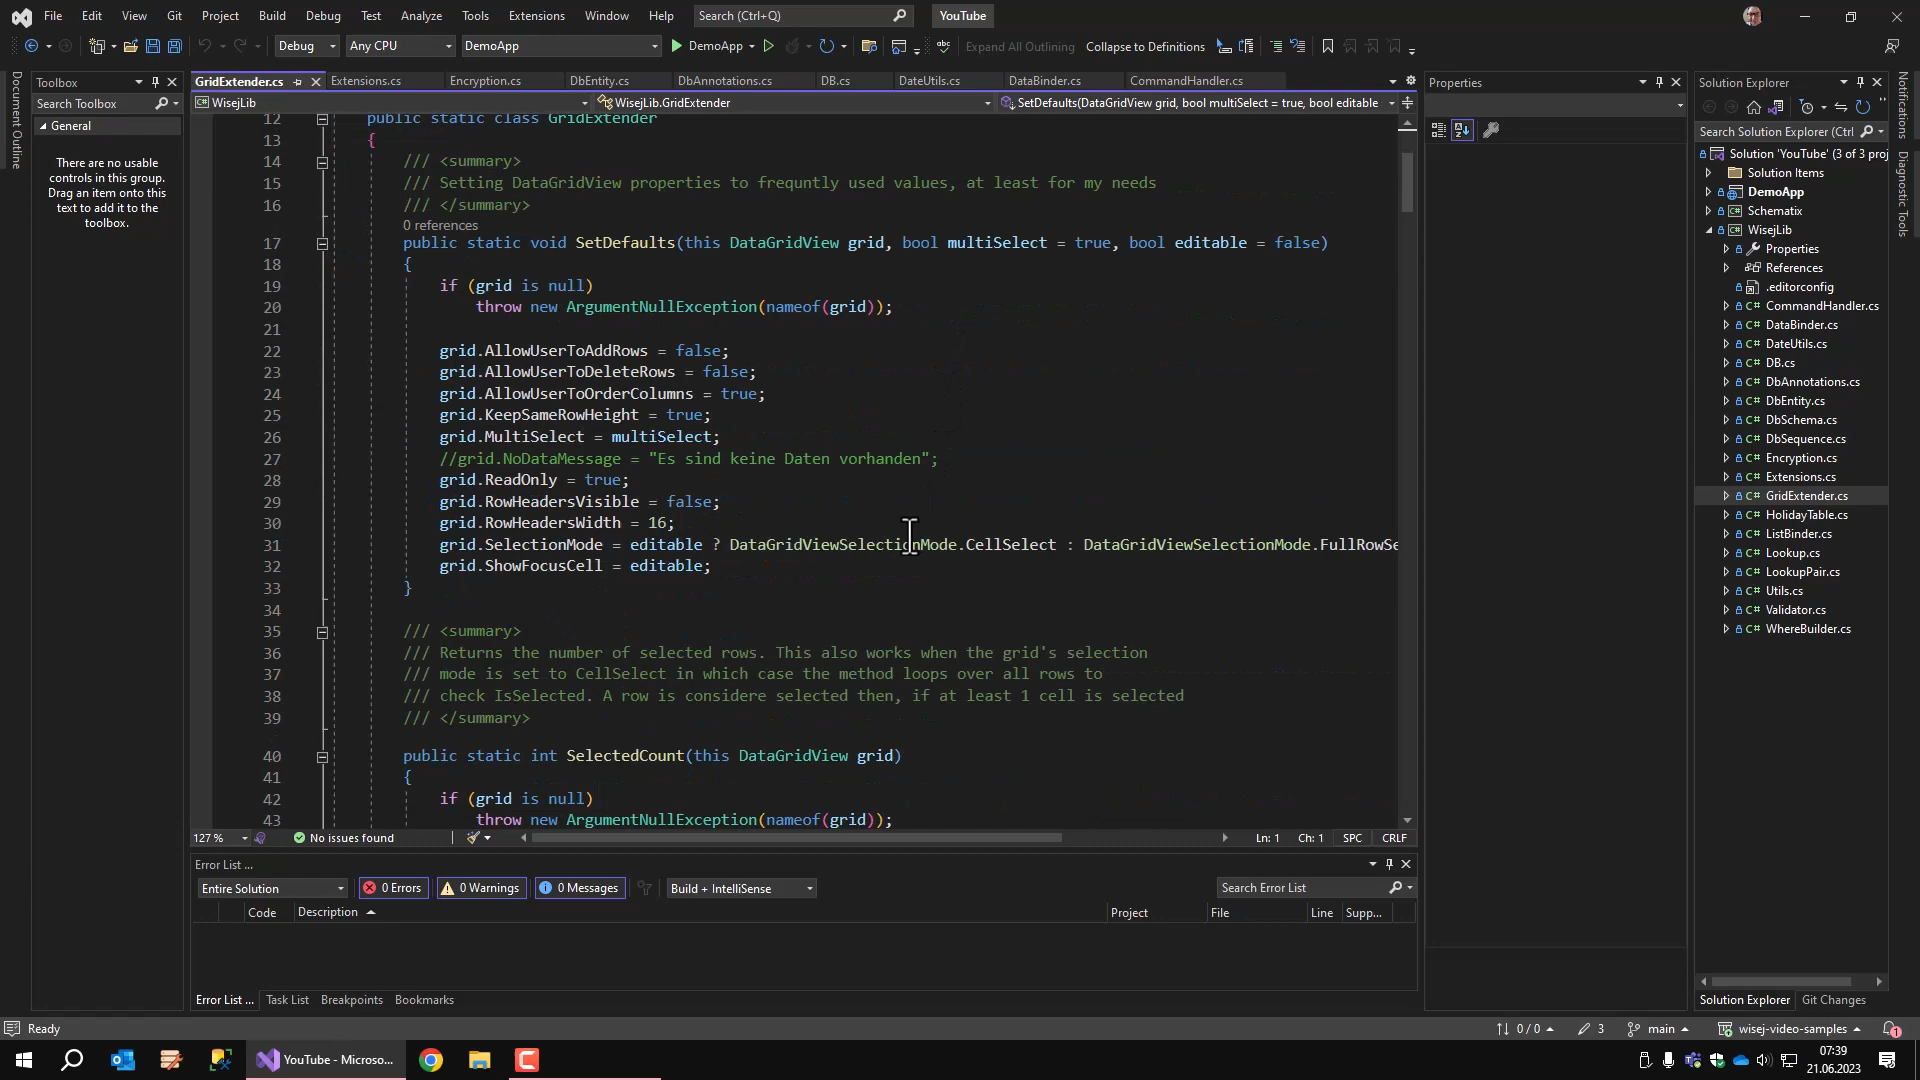 File Edit View Git Project Build Debug Test Analyze Tools Extensions Window Help Search (Ctrl+Q) YouTube
Debug Any CPU DemoApp DemoApp Expand All Outlining Collapse to Definitions
Document Outline
Toolbox
Search Toolbox
General
There are no usable
controls in this group.
Drag an item onto this
text to add it to the
toolbox.
GridExtender.cs Extensions.cs Encryption.cs DbEntity.cs DbAnnotations.cs DB.cs DateUtils.cs DataBinder.cs CommandHandler.cs
WisejLib WisejLib.GridExtender SetDefaults(DataGridView grid, bool multiSelect = true, bool editable
12 public static class GridExtender
13 {
14 /// <summary>
15 /// Setting DataGridView properties to frequntly used values, at least for my needs
16 /// </summary>
0 references
17 public static void SetDefaults(this DataGridView grid, bool multiSelect = true, bool editable = false)
18 {
19 if (grid is null)
20 throw new ArgumentNullException(nameof(grid));
21
22 grid.AllowUserToAddRows = false;
23 grid.AllowUserToDeleteRows = false;
24 grid.AllowUserToOrderColumns = true;
25 grid.KeepSameRowHeight = true;
26 grid.MultiSelect = multiSelect;
27 //grid.NoDataMessage = "Es sind keine Daten vorhanden";
28 grid.ReadOnly = true;
29 grid.RowHeadersVisible = false;
30 grid.RowHeadersWidth = 16;
31 grid.SelectionMode = editable ? DataGridViewSelectionMode.CellSelect : DataGridViewSelectionMode.FullRowSe
32 grid.ShowFocusCell = editable;
33 }
34
35 /// <summary>
36 /// Returns the number of selected rows. This also works when the grid's selection
37 /// mode is set to CellSelect in which case the method loops over all rows to
38 /// check IsSelected. A row is considere selected then, if at least 1 cell is selected
39 /// </summary>
40 public static int SelectedCount(this DataGridView grid)
41 {
42 if (grid is null)
43 throw new ArgumentNullException(nameof(grid));
127 % No issues found Ln: 1 Ch: 1 SPC CRLF
Error List ...
Entire Solution 0 Errors 0 Warnings 0 Messages Build + IntelliSense Search Error List
Code Description Project File Line Supp...
Error List ... Task List Breakpoints Bookmarks
Properties
Solution Explorer
Search Solution Explorer (Ctrl
Solution 'YouTube' (3 of 3 proj
Solution Items
DemoApp
Schematix
WisejLib
Properties
References
.editorconfig
C# CommandHandler.cs
C# DataBinder.cs
C# DateUtils.cs
C# DB.cs
C# DbAnnotations.cs
C# DbEntity.cs
C# DbSchema.cs
C# DbSequence.cs
C# Encryption.cs
C# Extensions.cs
C# GridExtender.cs
C# HolidayTable.cs
C# ListBinder.cs
C# Lookup.cs
C# LookupPair.cs
C# Utils.cs
C# Validator.cs
C# WhereBuilder.cs
Solution Explorer Git Changes
Notifications
Diagnostic Tools
Ready 0 / 0 3 main wisej-video-samples 1
YouTube - Microso...
07:39
21.06.2023